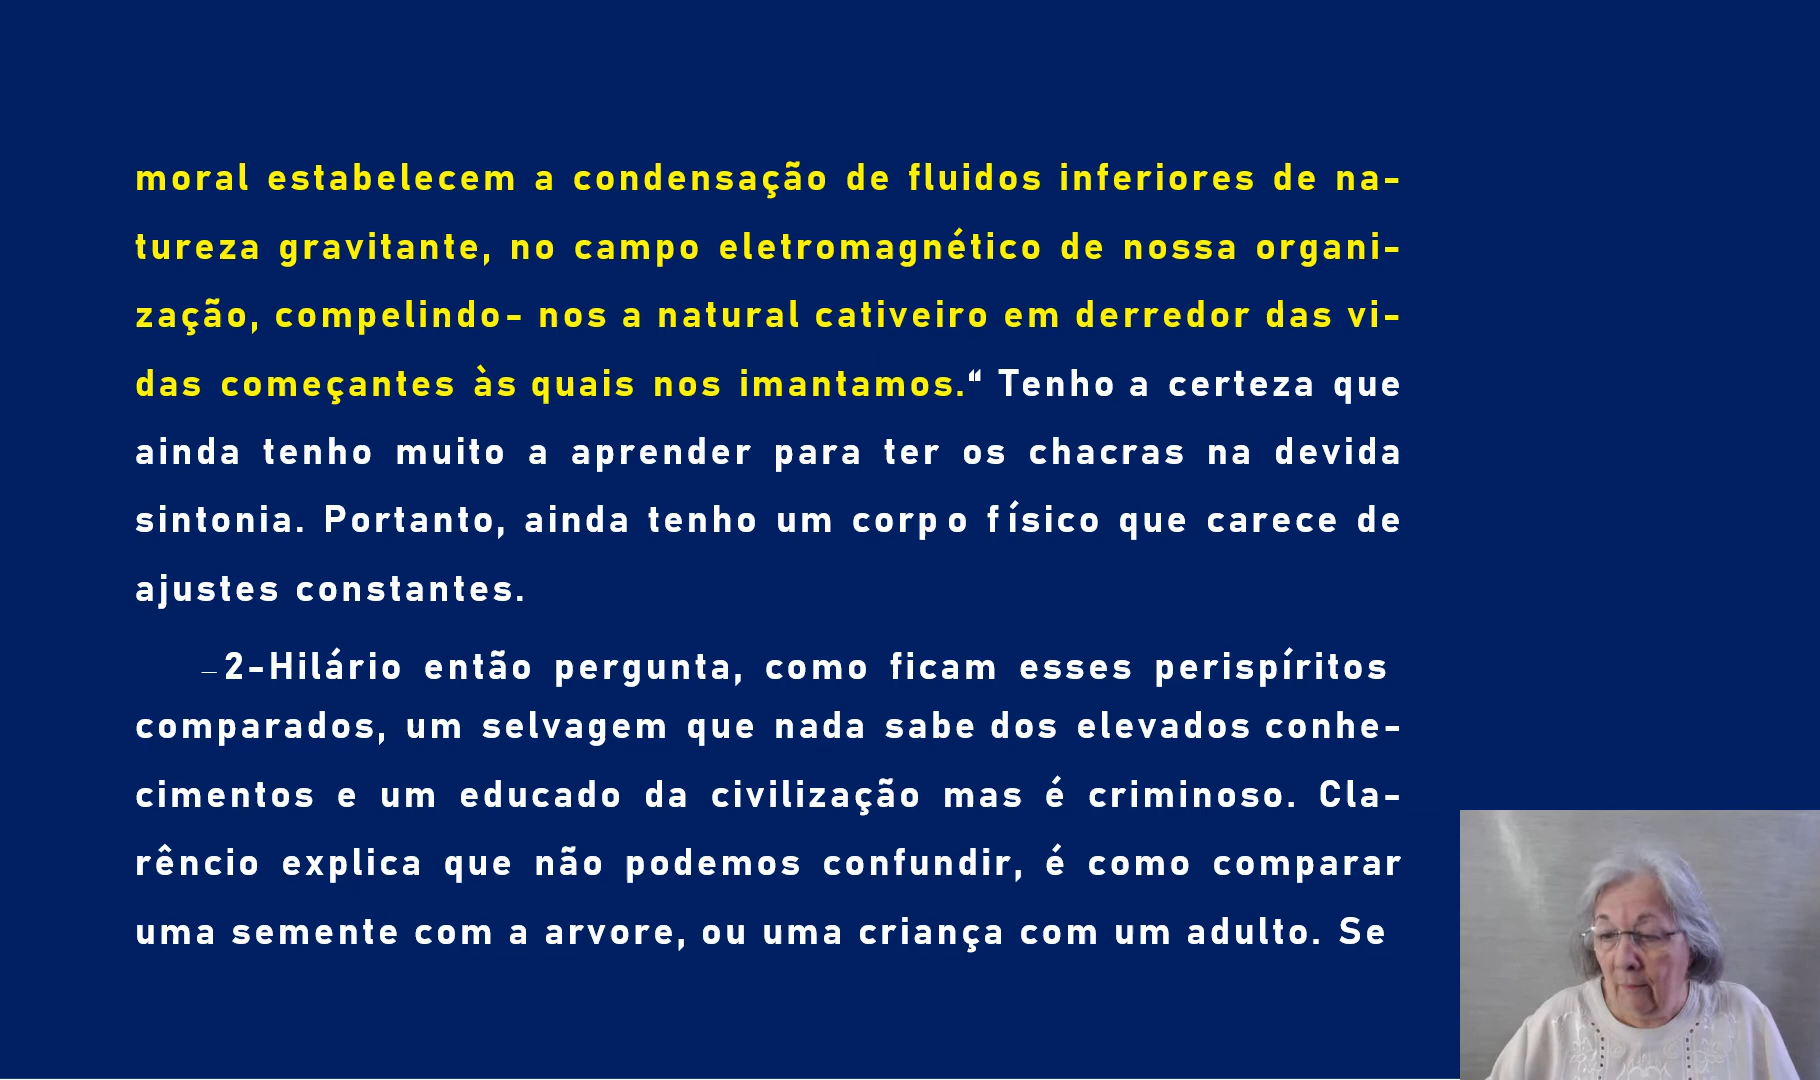 moral estabelecem a condensação de fluidos inferiores de na-
tureza gravitante, no campo eletromagnético de nossa organi-
zação, compelindo- nos a natural cativeiro em derredor das vi-
das começantes às quais nos imantamos.“ Tenho a certeza que
ainda tenho muito a aprender para ter os chacras na devida
sintonia. Portanto, ainda tenho um corpo físico que carece de
ajustes constantes.
–2-Hilário então pergunta, como ficam esses perispíritos
comparados, um selvagem que nada sabe dos elevados conhe-
cimentos e um educado da civilização mas é criminoso. Cla-
rêncio explica que não podemos confundir, é como comparar
uma semente com a arvore, ou uma criança com um adulto. Se